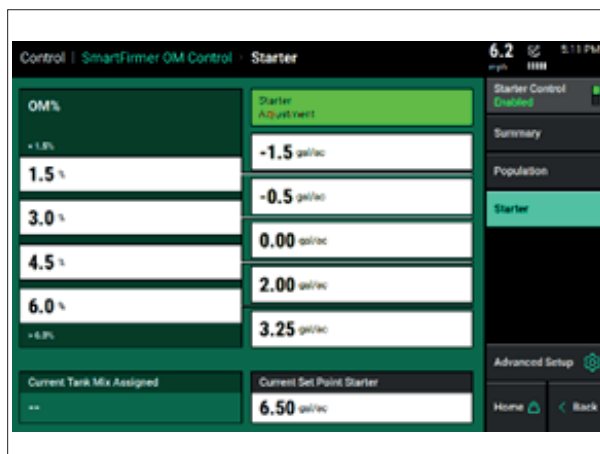 Control | SmartFirmer OM Control › Starter
6.2
mph
5:11 PM
OM%
< 1.5%
1.5 %
3.0 %
4.5 %
6.0 %
> 6.0%
Starter
Adjustment
-1.5 gal/ac
-0.5 gal/ac
0.00 gal/ac
2.00 gal/ac
3.25 gal/ac
Current Tank Mix Assigned
--
Current Set Point Starter
6.50 gal/ac
Starter Control
Enabled
Summary
Population
Starter
Advanced Setup
Home
< Back